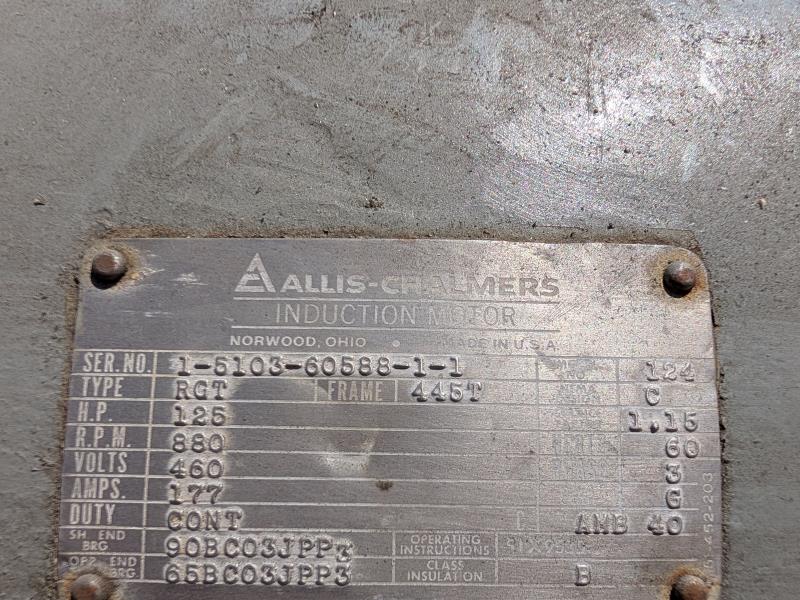 ALLIS-CHALMERS
INDUCTION MOTOR
NORWOOD, OHIO MADE IN U.S.A.
SER. NO. 1-5103-60588-1-1 124
TYPE RGT FRAME 445T C
H.P. 125 1.15
R.P.M. 880 60
VOLTS 460 3
AMPS. 177 G
DUTY CONT AMB 40
SH END BRG. 90BC03JPP3 OPERATING INSTRUCTIONS
OPP. END BRG. 65BC03JPP3 CLASS INSULATION B